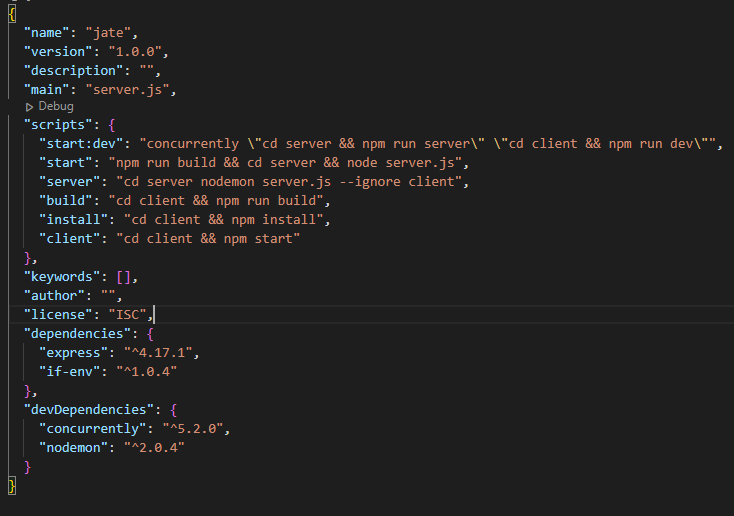 {
"name": "jate",
"version": "1.0.0",
"description": "",
"main": "server.js",
Debug
"scripts": {
"start:dev": "concurrently \"cd server && npm run server\" \"cd client && npm run dev\"",
"start": "npm run build && cd server && node server.js",
"server": "cd server nodemon server.js --ignore client",
"build": "cd client && npm run build",
"install": "cd client && npm install",
"client": "cd client && npm start"
},
"keywords": [],
"author": "",
"license": "ISC",
"dependencies": {
"express": "^4.17.1",
"if-env": "^1.0.4"
},
"devDependencies": {
"concurrently": "^5.2.0",
"nodemon": "^2.0.4"
}
}